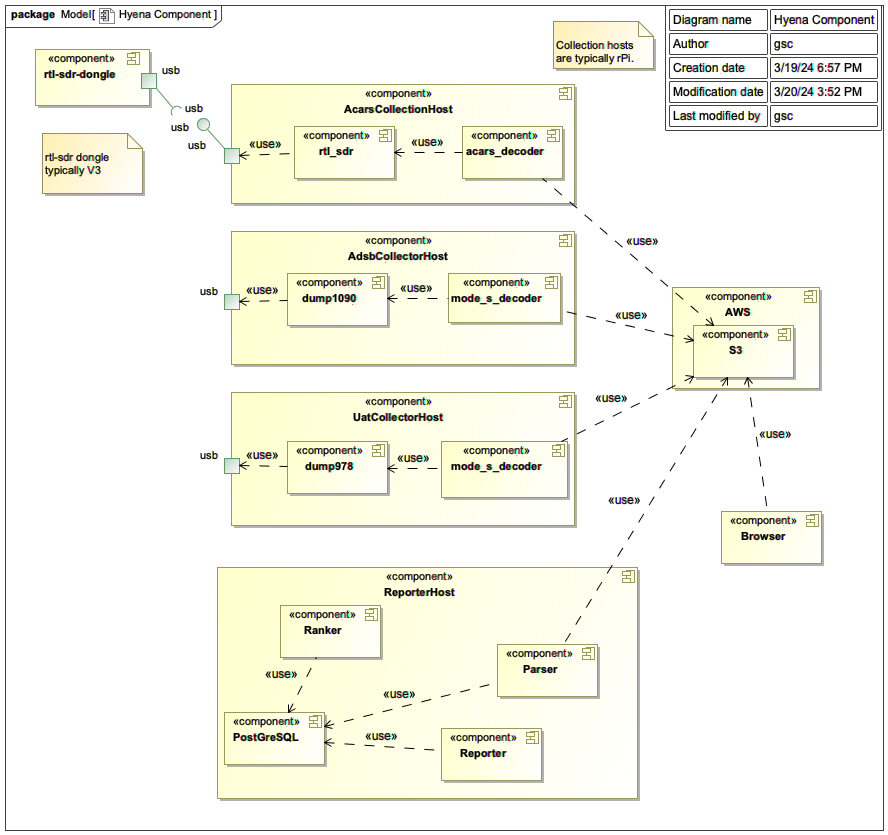 package Model[ Hyena Component ]
Diagram name Hyena Component
Author gsc
Creation date 3/19/24 6:57 PM
Modification date 3/20/24 3:52 PM
Last modified by gsc
Collection hosts
are typically rPi.
«component»
rtl-sdr-dongle
usb
usb
usb
usb
rtl-sdr dongle
typically V3
«component»
AcarsCollectionHost
«use»
«component»
rtl_sdr
«use»
«component»
acars_decoder
«use»
«component»
AdsbCollectorHost
usb
«use»
«component»
dump1090
«use»
«component»
mode_s_decoder
«use»
«component»
AWS
«component»
S3
«component»
UatCollectorHost
usb
«use»
«component»
dump978
«use»
«component»
mode_s_decoder
«use»
«use»
«use»
«component»
Browser
«component»
ReporterHost
«component»
Ranker
«use»
«component»
Parser
«use»
«component»
PostGreSQL
«use»
«component»
Reporter